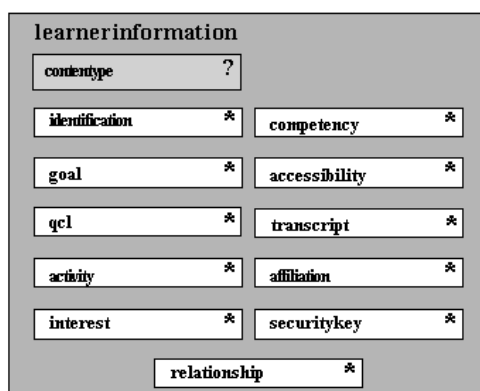 learnerinformation
contentype ?
identification * competency *
goal * accessibility *
qcl * transcript *
activity * affiliation *
interest * securitykey *
relationship *